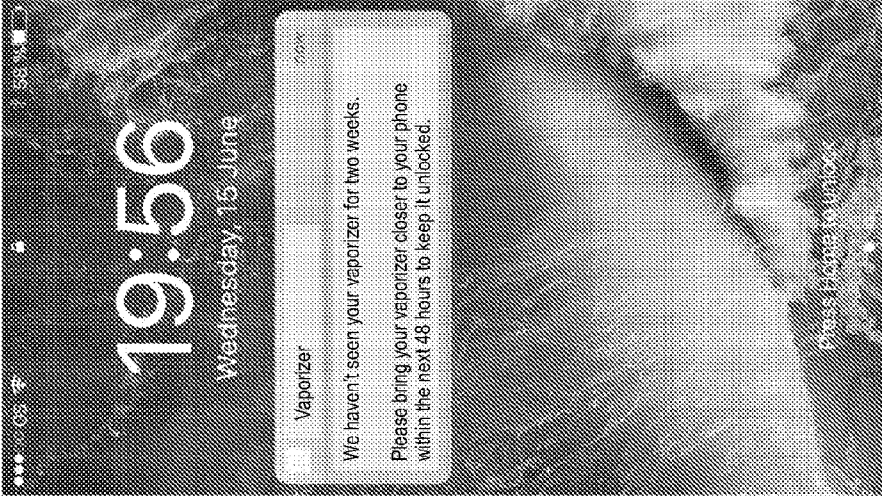 19:56
Wednesday, 15 June
Vaporizer now
We haven't seen your vaporizer for two weeks.
Please bring your vaporizer closer to your phone
within the next 48 hours to keep it unlocked.
Press Home to unlock